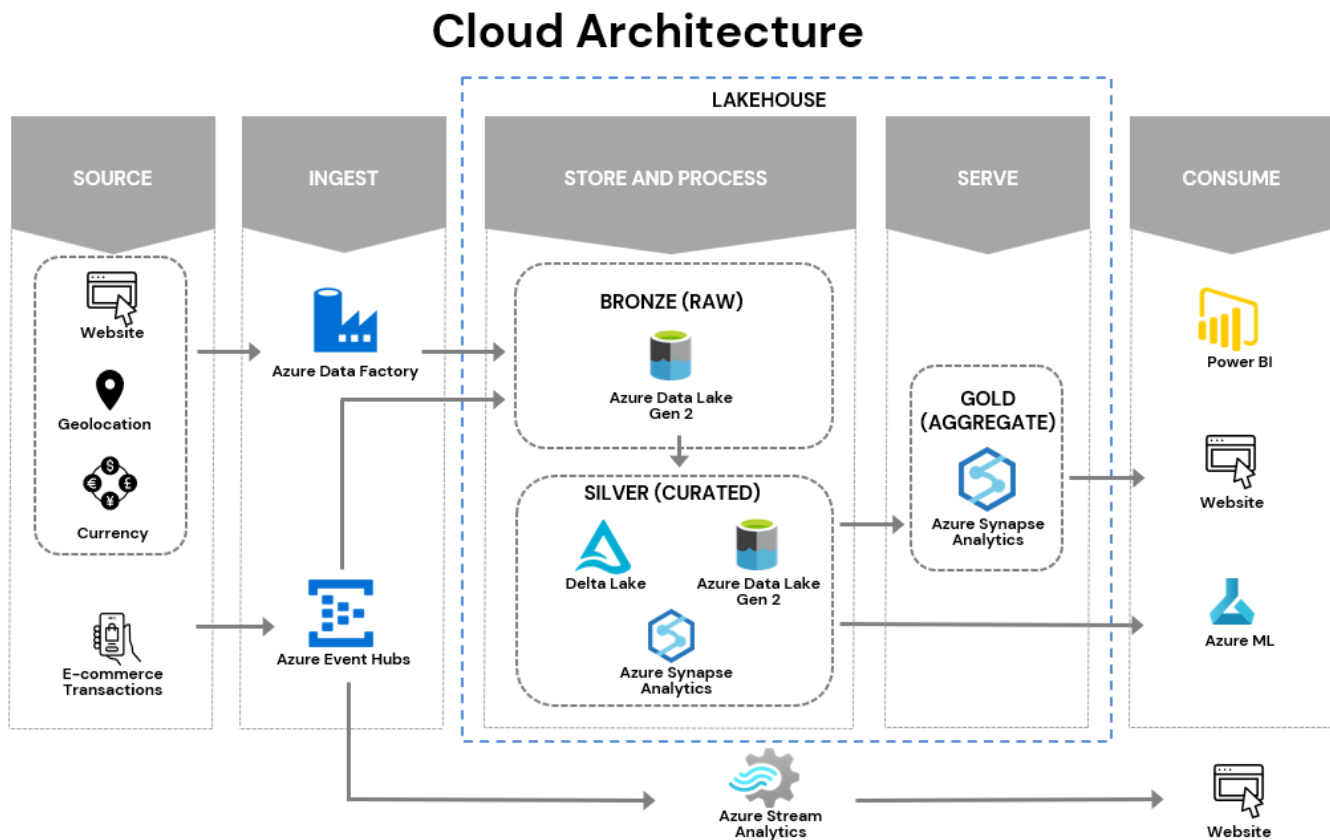 Cloud Architecture
LAKEHOUSE
SOURCE
INGEST
STORE AND PROCESS
SERVE
CONSUME
Website
Geolocation
$
€
£
¥
Currency
E-commerce
Transactions
Azure Data Factory
Azure Event Hubs
BRONZE (RAW)
Azure Data Lake
Gen 2
SILVER (CURATED)
Delta Lake
Azure Data Lake
Gen 2
Azure Synapse
Analytics
GOLD
(AGGREGATE)
Azure Synapse
Analytics
Power BI
Website
Azure ML
Azure Stream
Analytics
Website